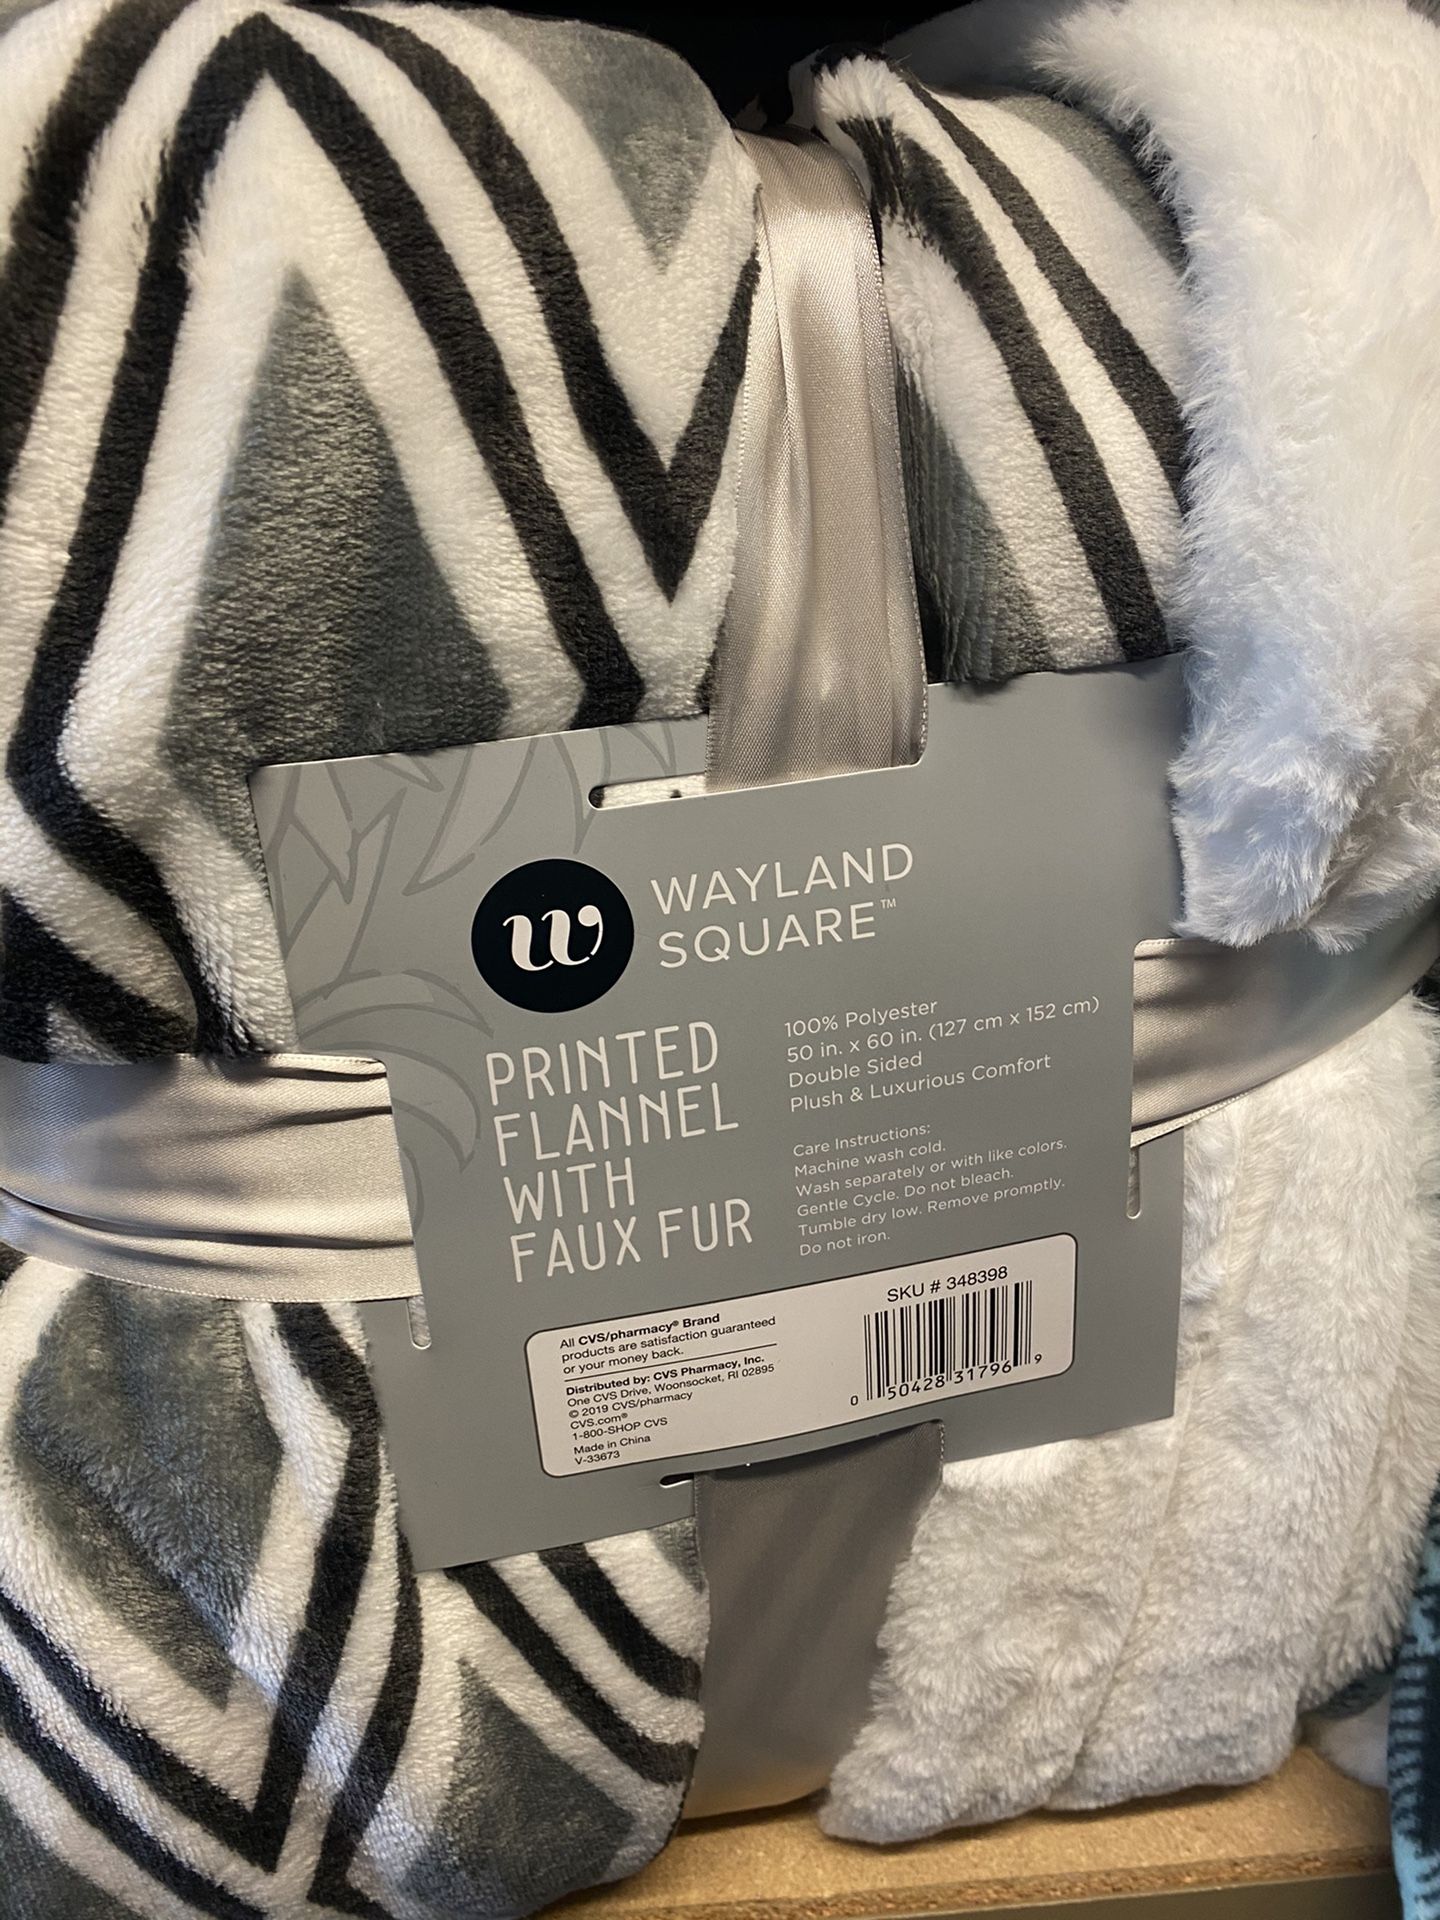 w
WAYLAND
SQUARE™
PRINTED
FLANNEL
WITH
FAUX FUR
100% Polyester
50 in. x 60 in. (127 cm x 152 cm)
Double Sided
Plush & Luxurious Comfort
Care Instructions:
Machine wash cold.
Wash separately or with like colors.
Gentle Cycle. Do not bleach.
Tumble dry low. Remove promptly.
Do not iron.
All CVS/pharmacy® Brand
products are satisfaction guaranteed
or your money back.
Distributed by: CVS Pharmacy, Inc.
One CVS Drive, Woonsocket, RI 02895
© 2019 CVS/pharmacy
CVS.com®
1-800-SHOP CVS
Made in China
V-33673
SKU # 348398
0 50428 31796 9